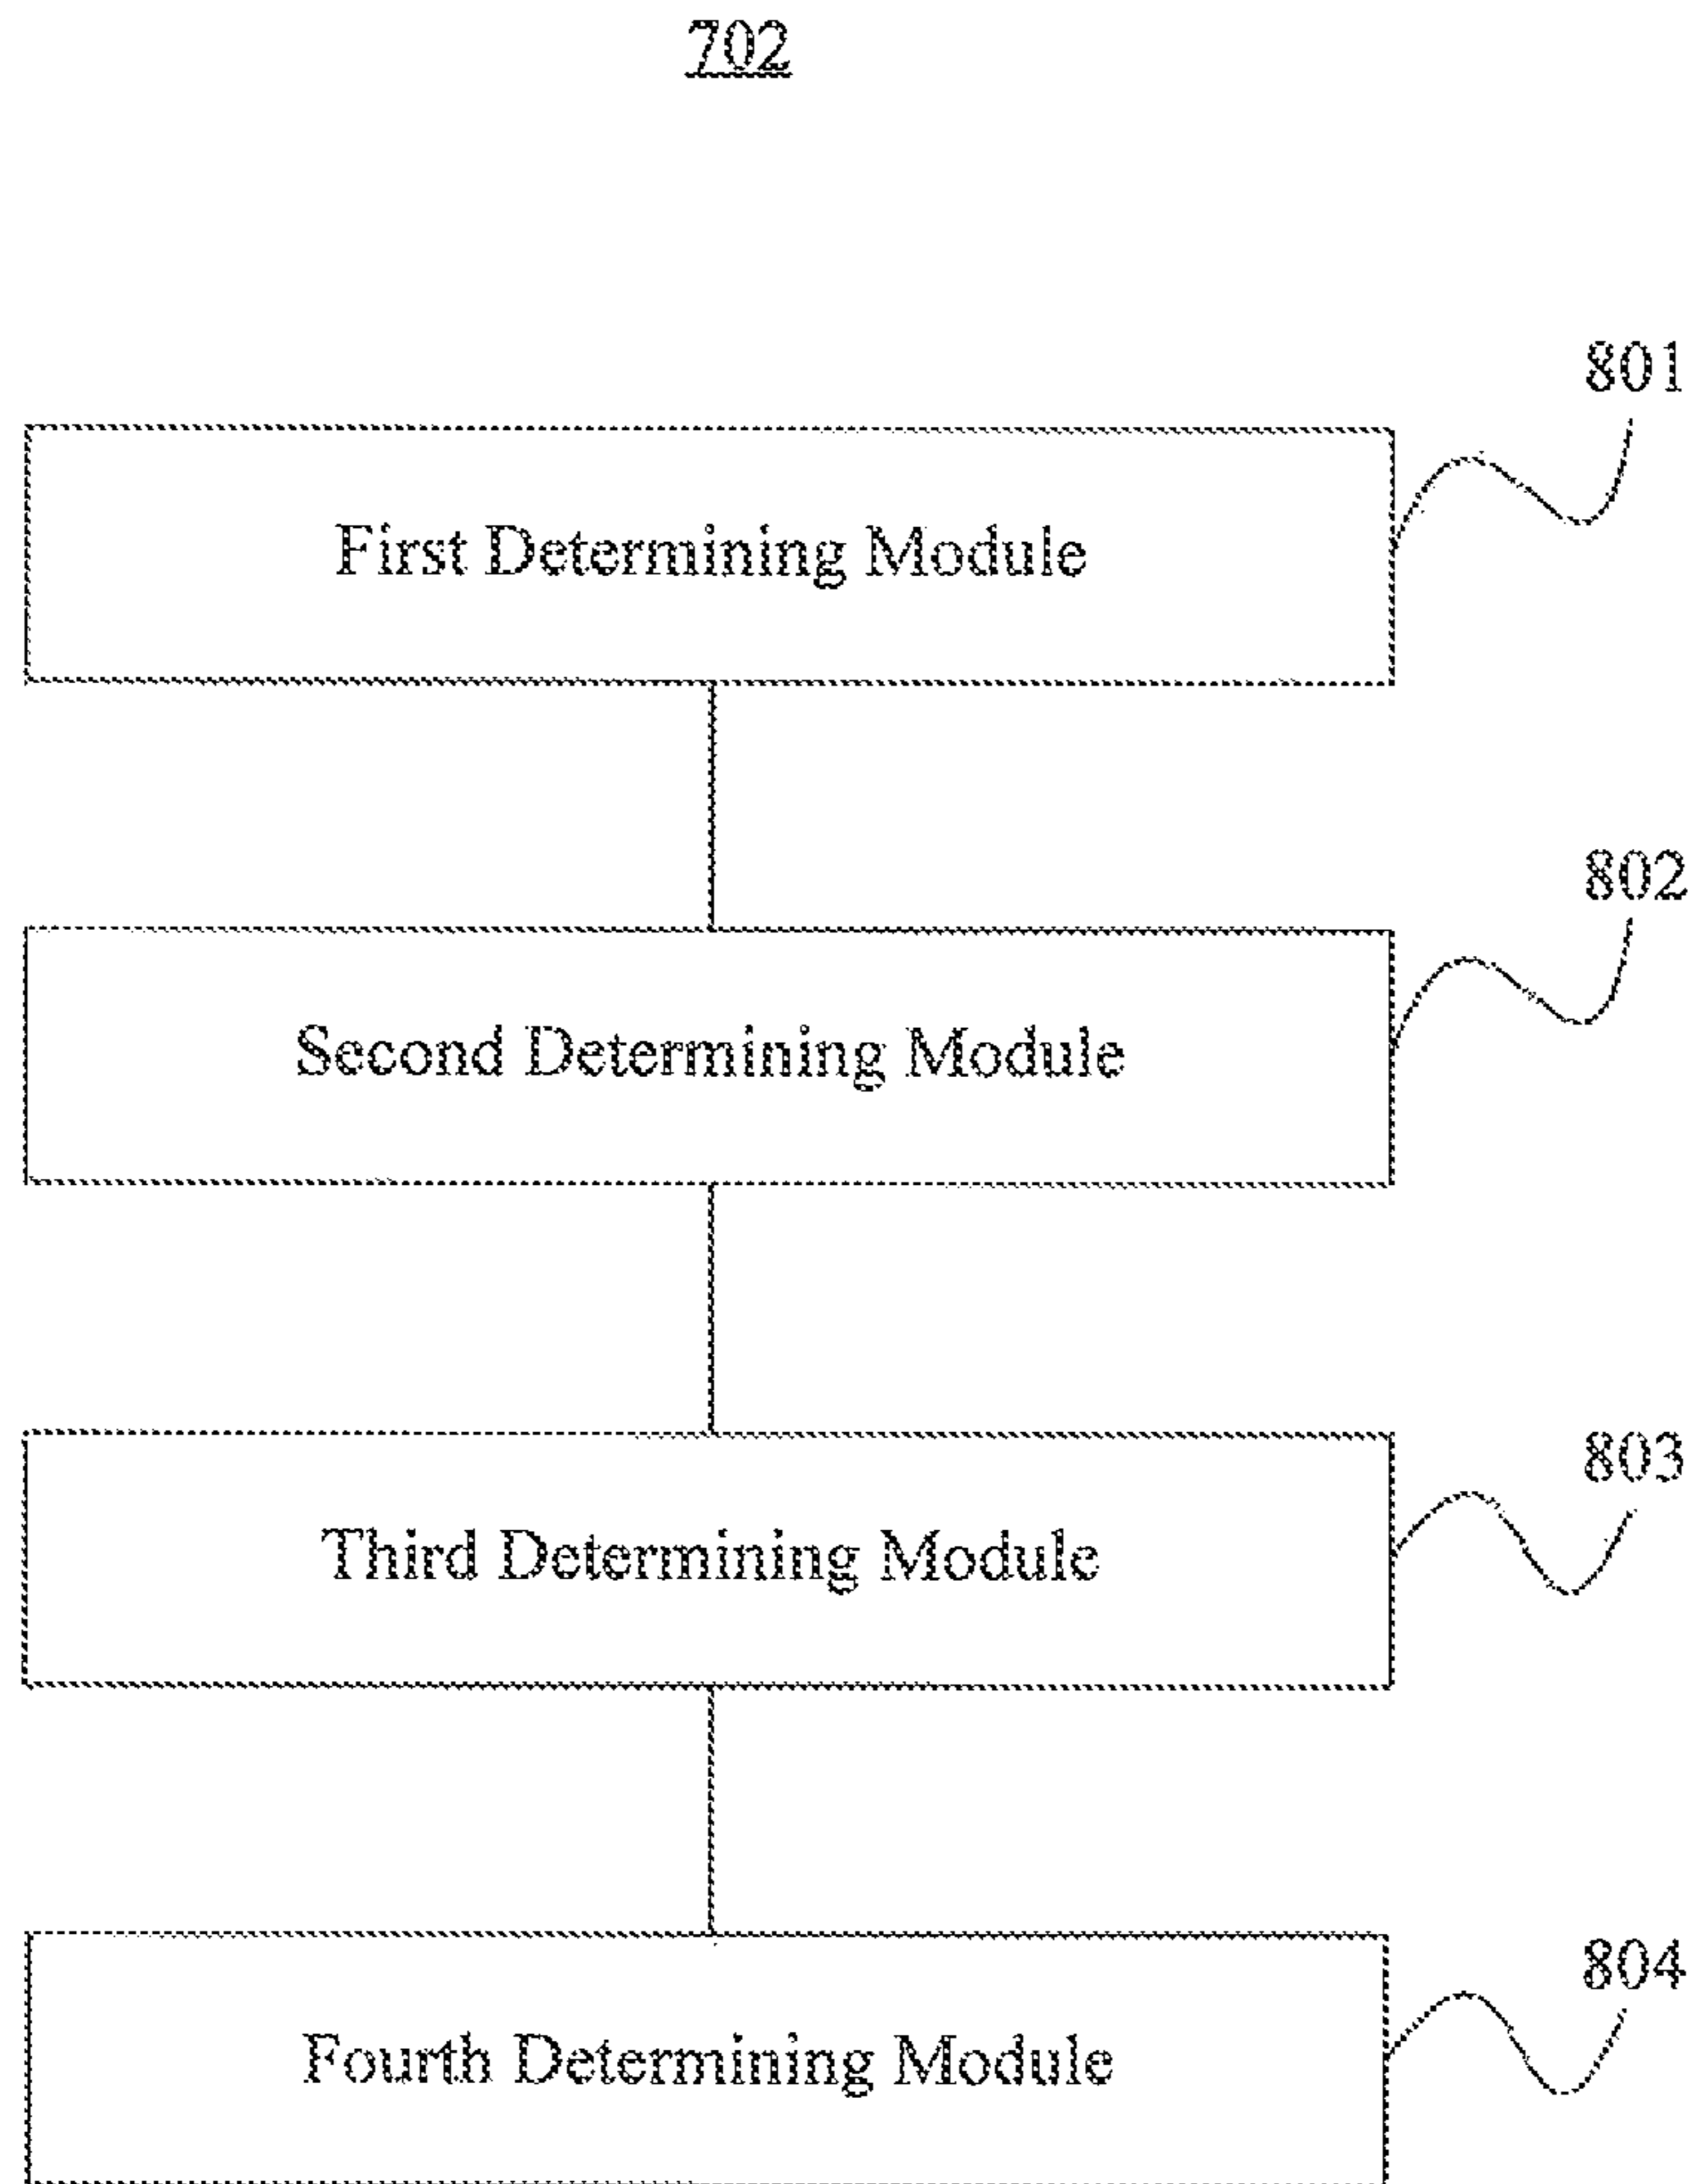 702
801
First Determining Module
802
Second Determining Module
803
Third Determining Module
804
Fourth Determining Module